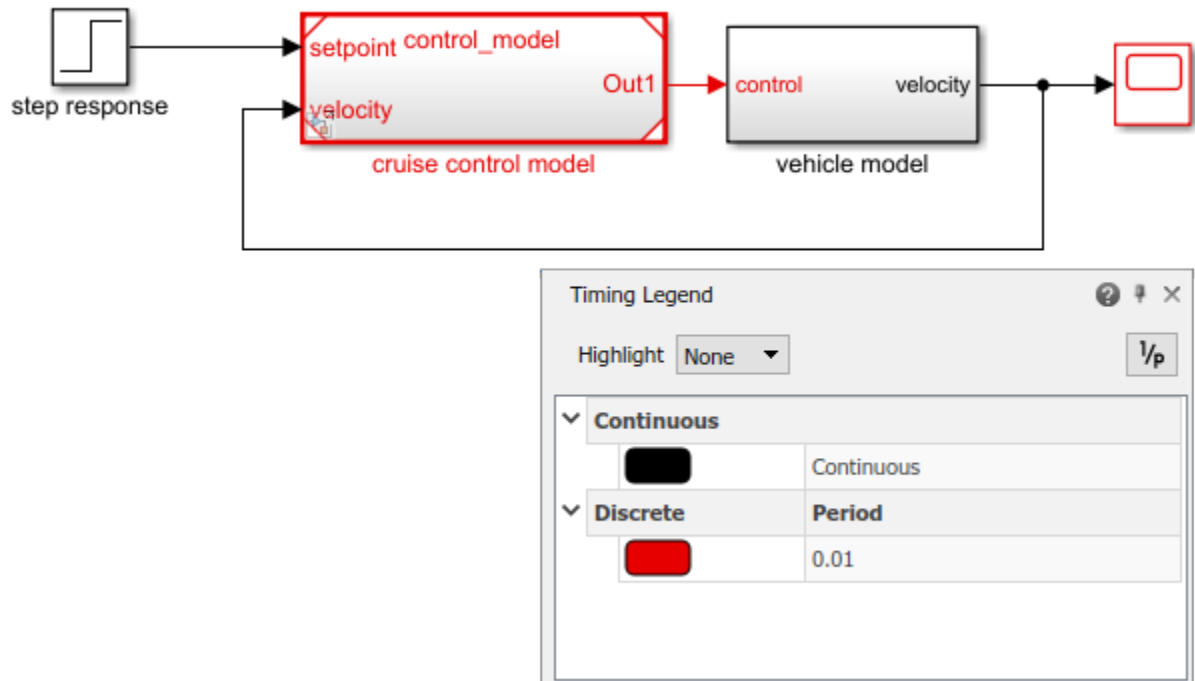 setpoint control_model
Out1
velocity
control velocity
step response
cruise control model
vehicle model
Timing Legend
Highlight None
1/P
Continuous
Continuous
Discrete Period
0.01